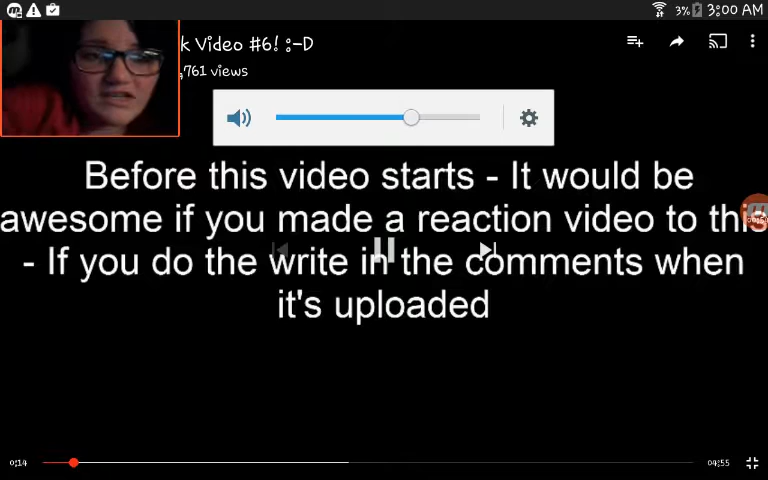 3% 3:00 AM
k Video #6! :-D
,761 views
Before this video starts - It would be
awesome if you made a reaction video to this
- If you do the write in the comments when
it's uploaded
0:14
04:55